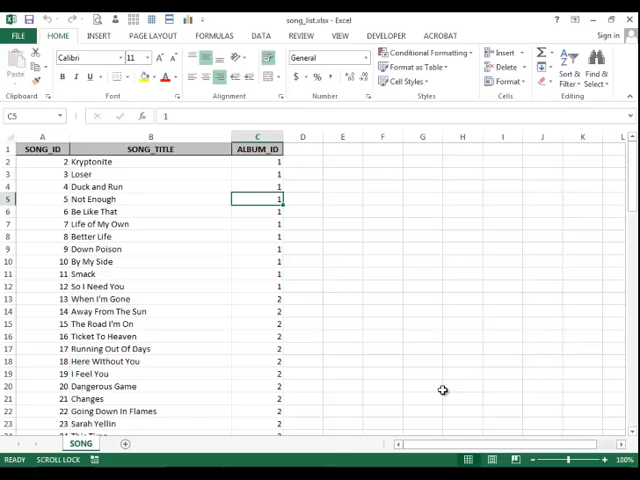 song_list.xlsx - Excel
FILE HOME INSERT PAGE LAYOUT FORMULAS DATA REVIEW VIEW DEVELOPER ACROBAT Sign in
Calibri 11 General Conditional Formatting Insert
Paste Format as Table Delete Sort & Filter Find & Select
Cell Styles Format
Clipboard Font Alignment Number Styles Cells Editing
C5 1
A B C D E F G H I J K L
1 SONG_ID SONG_TITLE ALBUM_ID
2 2 Kryptonite 1
3 3 Loser 1
4 4 Duck and Run 1
5 5 Not Enough 1
6 6 Be Like That 1
7 7 Life of My Own 1
8 8 Better Life 1
9 9 Down Poison 1
10 10 By My Side 1
11 11 Smack 1
12 12 So I Need You 1
13 13 When I'm Gone 2
14 14 Away From The Sun 2
15 15 The Road I'm On 2
16 16 Ticket To Heaven 2
17 17 Running Out Of Days 2
18 18 Here Without You 2
19 19 I Feel You 2
20 20 Dangerous Game 2
21 21 Changes 2
22 22 Going Down In Flames 2
23 23 Sarah Yellin 2
SONG
READY SCROLL LOCK 100%